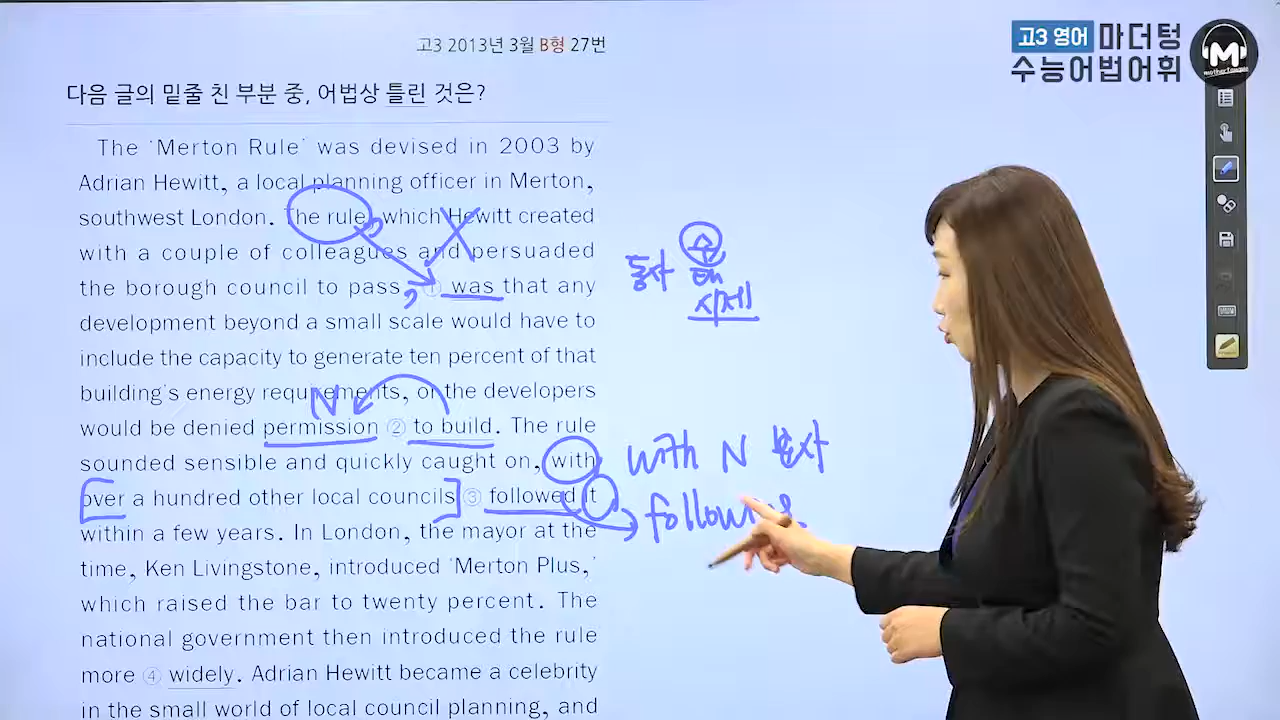 고3 2013년 3월 B형 27번
고3 영어 마더텅
수능어법어휘
M
mother tongue
다음 글의 밑줄 친 부분 중, 어법상 틀린 것은?
The 'Merton Rule' was devised in 2003 by
Adrian Hewitt, a local planning officer in Merton,
southwest London. The rule, which Hewitt created
with a couple of colleagues and persuaded
the borough council to pass, ① was that any
development beyond a small scale would have to
include the capacity to generate ten percent of that
building's energy requirements, or the developers
would be denied permission ② to build. The rule
sounded sensible and quickly caught on, with
over a hundred other local councils ③ followed it
within a few years. In London, the mayor at the
time, Ken Livingstone, introduced 'Merton Plus,'
which raised the bar to twenty percent. The
national government then introduced the rule
more ④ widely. Adrian Hewitt became a celebrity
in the small world of local council planning, and
동사 수
태
시제
N
with N 분사
following